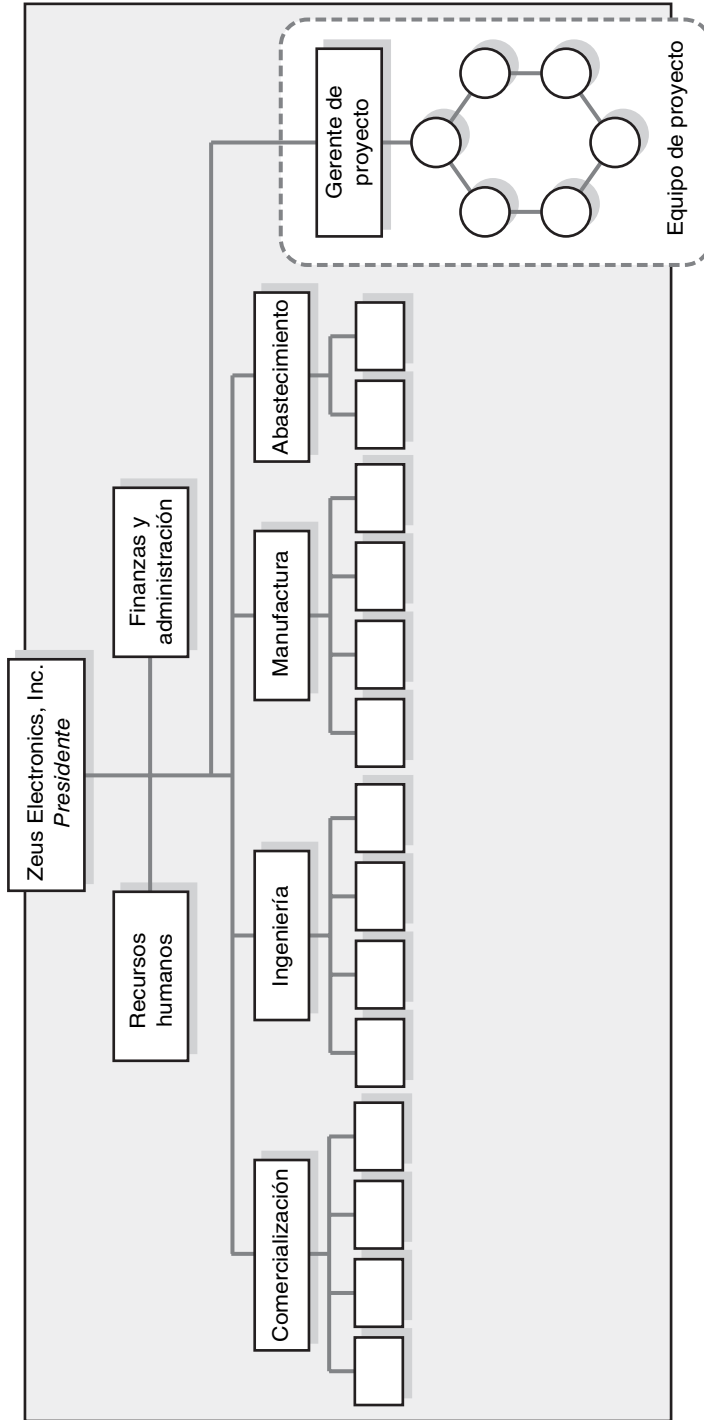 Zeus Electronics, Inc.
Presidente
Recursos
humanos
Finanzas y
administración
Comercialización
Ingeniería
Manufactura
Abastecimiento
Gerente de
proyecto
Equipo de proyecto